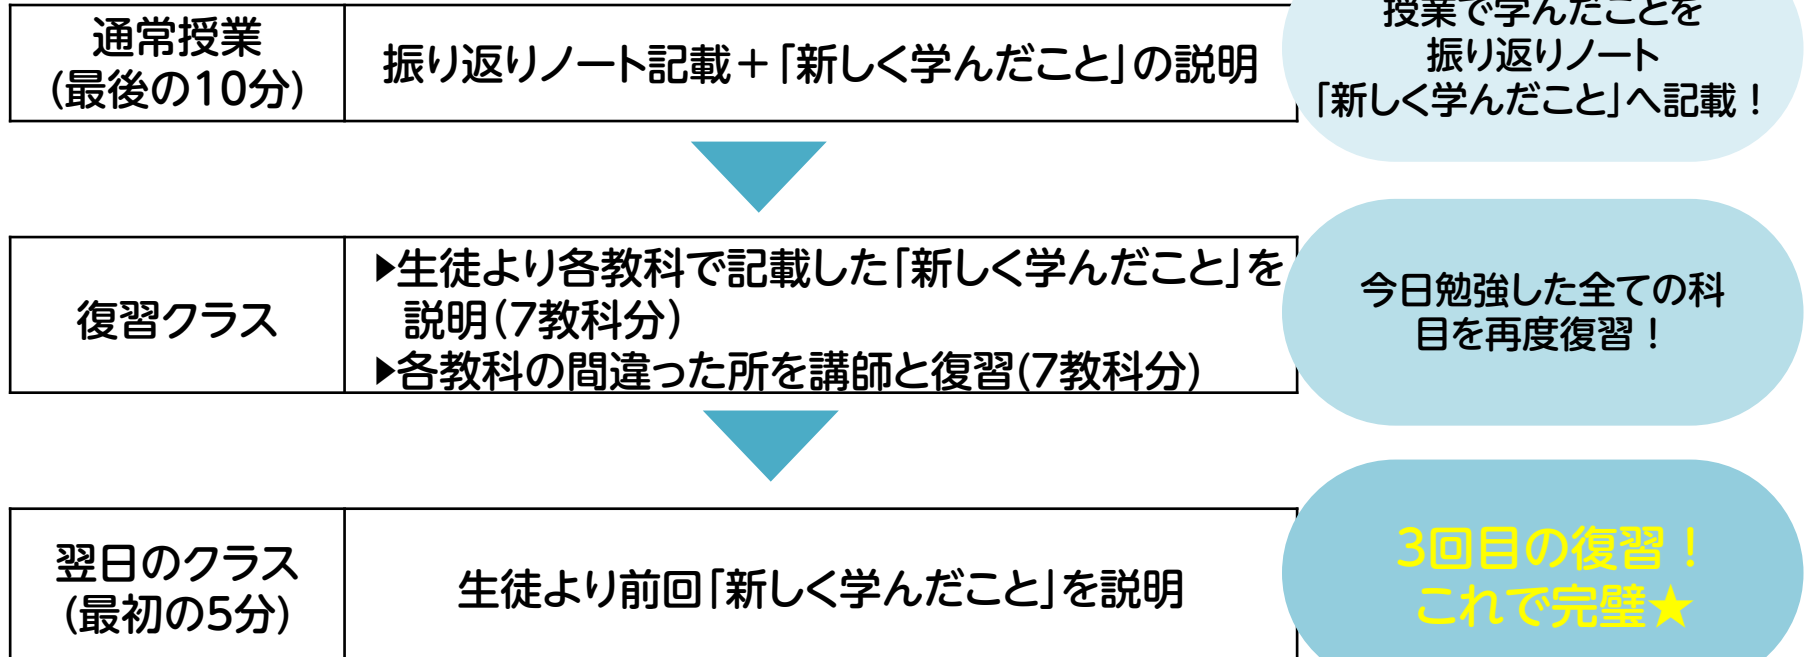 通常授業
(最後の10分)
振り返りノート記載＋「新しく学んだこと」の説明
授業で学んだことを
振り返りノート
「新しく学んだこと」へ記載！
復習クラス
▶生徒より各教科で記載した「新しく学んだこと」を
説明（7教科分）
▶各教科の間違った所を講師と復習(7教科分)
今日勉強した全ての科
目を再度復習！
翌日のクラス
(最初の5分)
生徒より前回「新しく学んだこと」を説明
3回目の復習！
これで完璧★